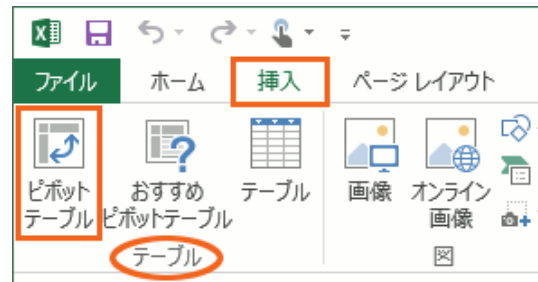 ファイル ホーム 挿入 ページ レイアウト
ピボット
テーブル
おすすめ
ピボットテーブル
テーブル
画像
オンライン
画像
テーブル
図